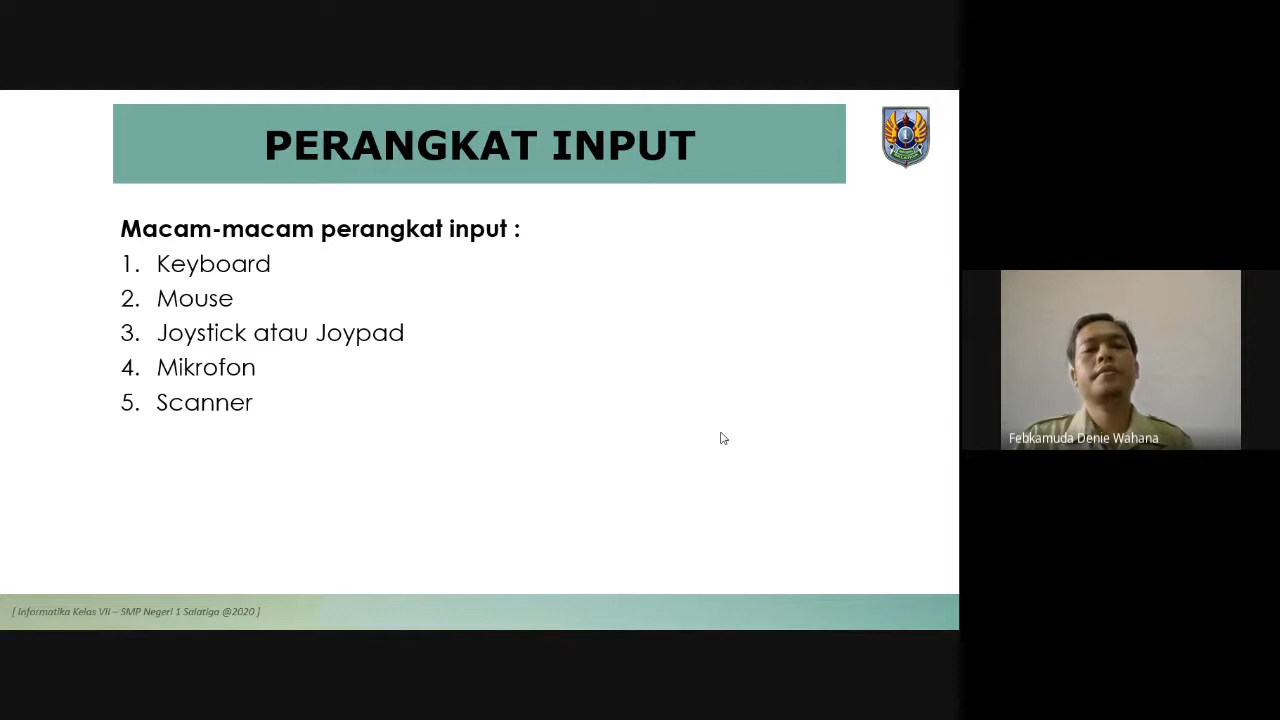 PERANGKAT INPUT
Macam-macam perangkat input :
1. Keyboard
2. Mouse
3. Joystick atau Joypad
4. Mikrofon
5. Scanner
Febkamuda Denie Wahana
[ Informatika Kelas VII – SMP Negeri 1 Salatiga @2020 ]